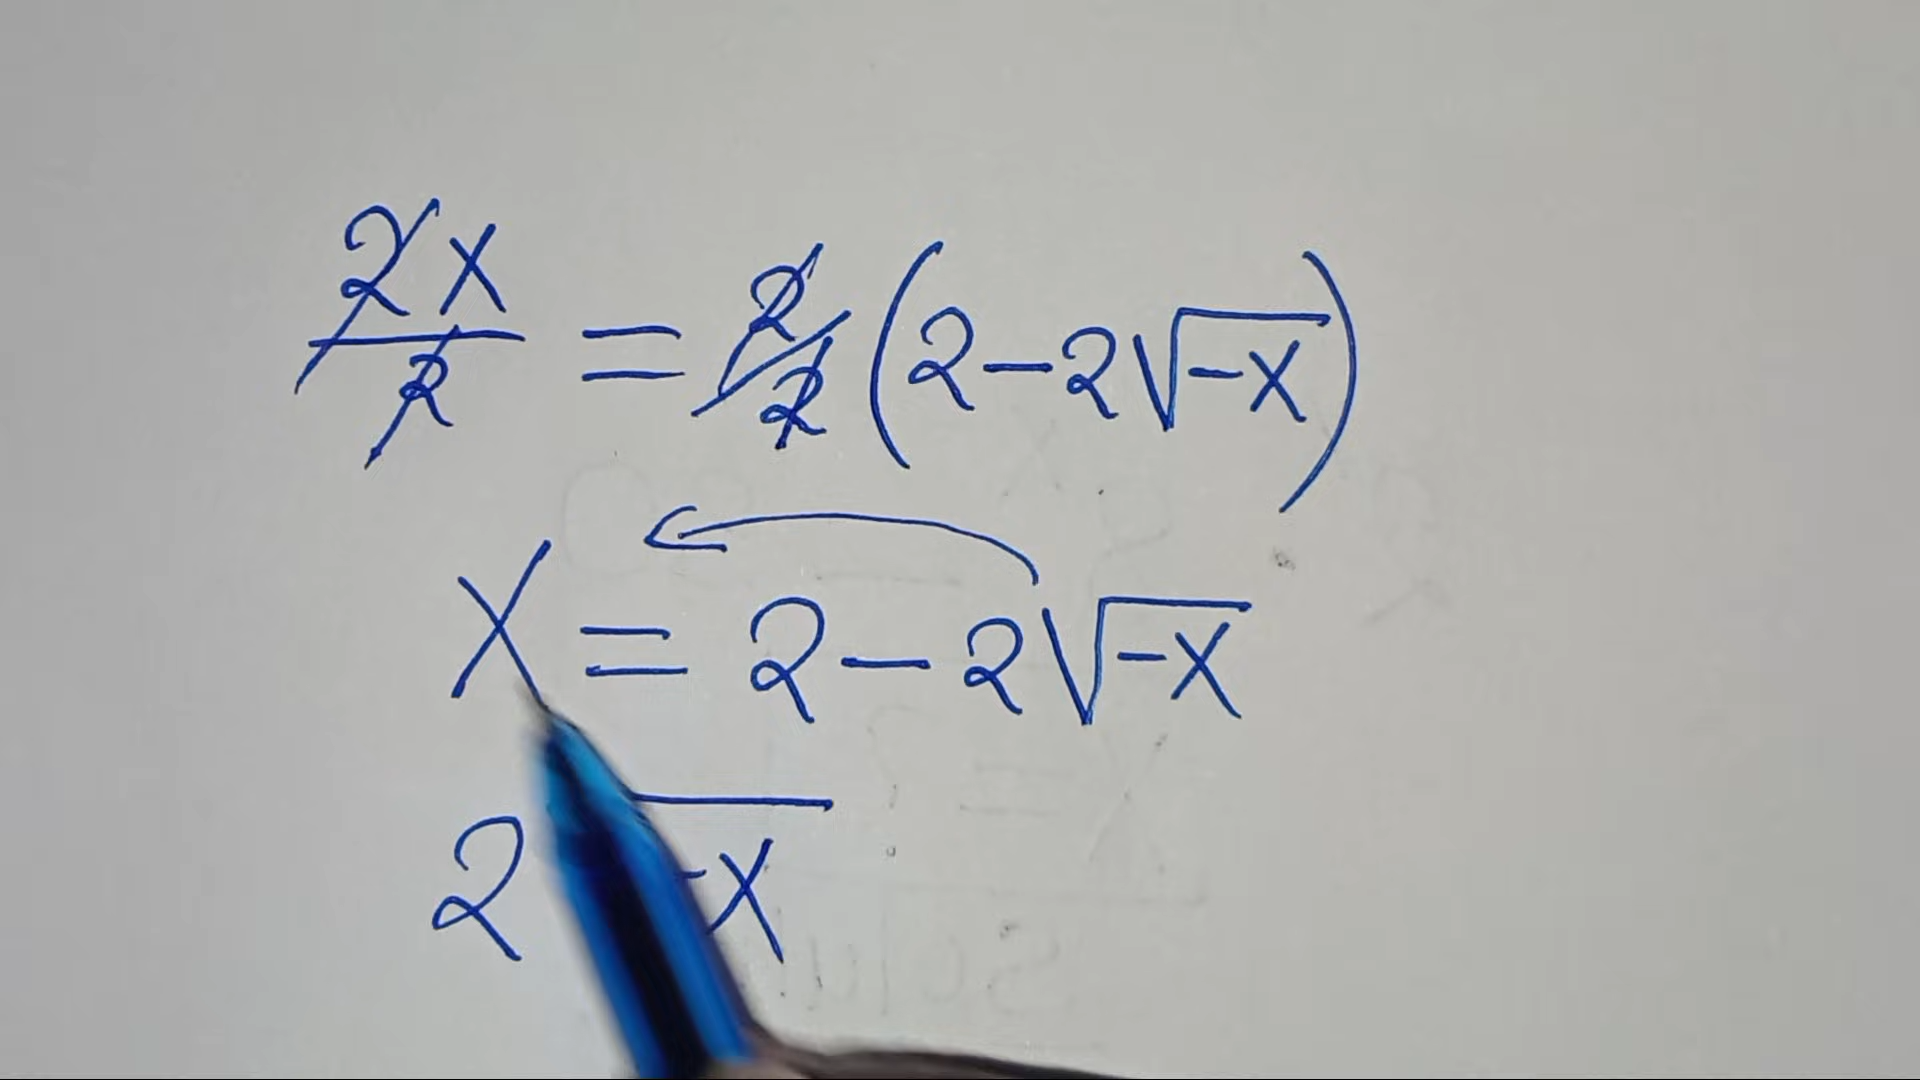 2x/2 = 2/2 (2-2√-x)
x = 2-2√-x
2 -x